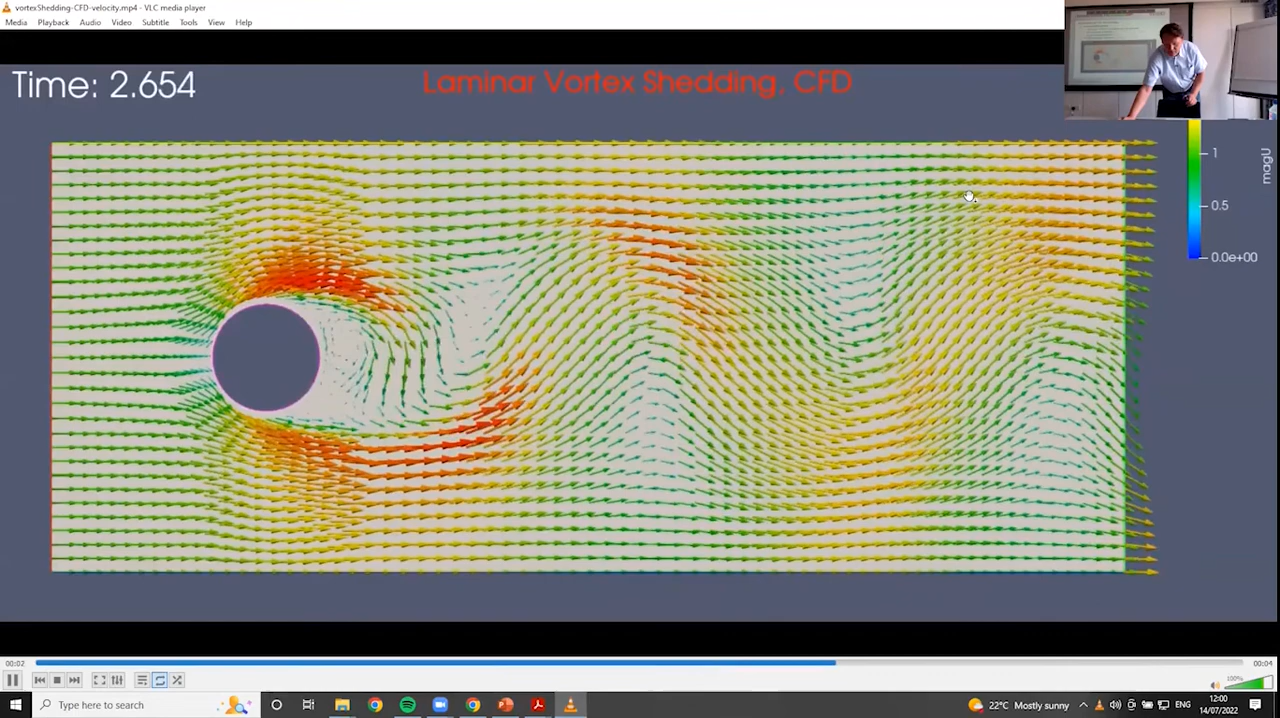 vortexShedding-CFD-velocity.mp4 - VLC media player
Media Playback Audio Video Subtitle Tools View Help
Time: 2.654
Laminar Vortex Shedding, CFD
1
0.5
0.0e+00
magU
00:02
00:04
100%
Type here to search
22°C Mostly sunny
ENG
12:00
14/07/2022